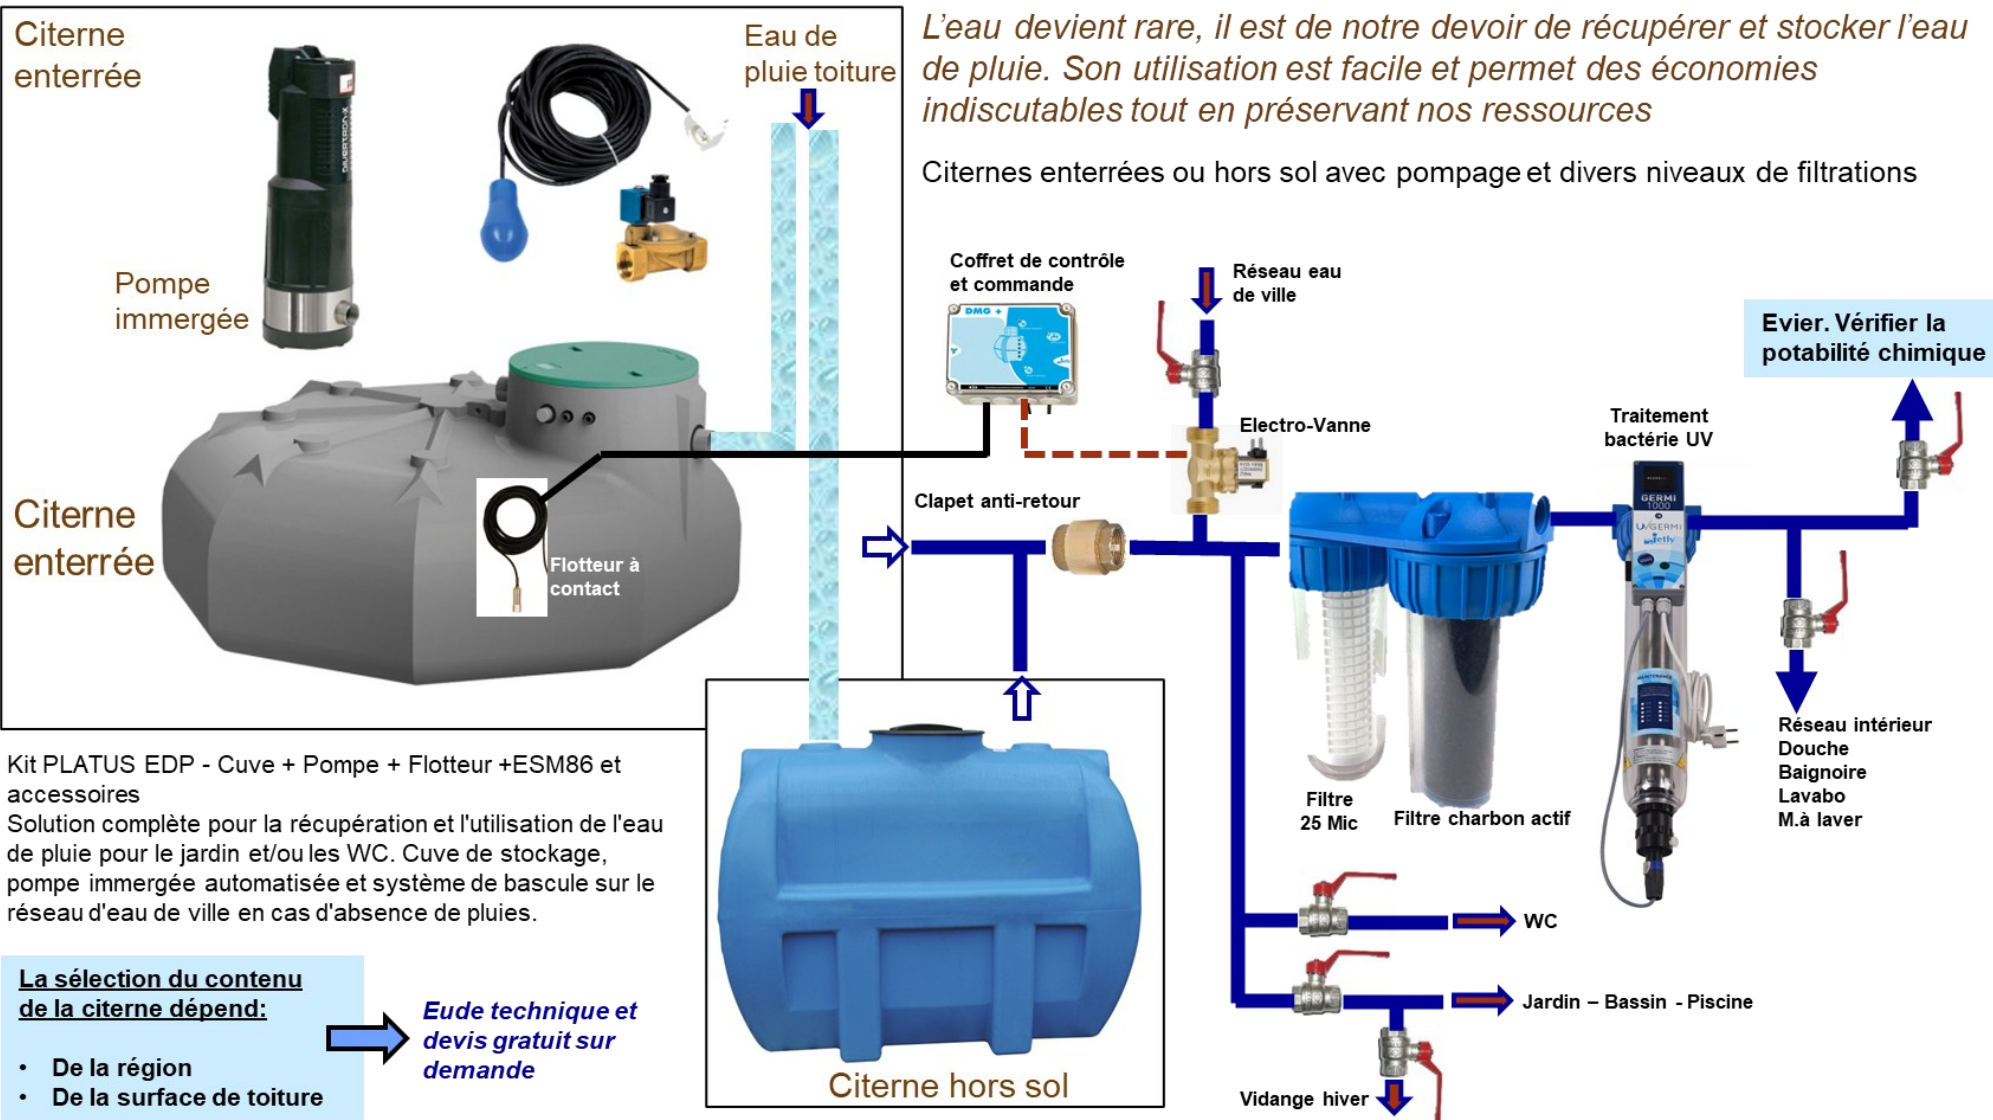 Citerne
enterrée
Eau de
pluie toiture
L'eau devient rare, il est de notre devoir de récupérer et stocker l'eau
de pluie. Son utilisation est facile et permet des économies
indiscutables tout en préservant nos ressources
Citernes enterrées ou hors sol avec pompage et divers niveaux de filtrations
Pompe
immergée
Coffret de contrôle
et commande
DMG +
Réseau eau
de ville
Evier. Vérifier la
potabilité chimique
Electro-Vanne
Traitement
bactérie UV
GERMI
1000
UVGERMI
Jetly
MAINTENANCE
Clapet anti-retour
Citerne
enterrée
Flotteur à
contact
Filtre
25 Mic
Filtre charbon actif
Réseau intérieur
Douche
Baignoire
Lavabo
M.à laver
Kit PLATUS EDP - Cuve + Pompe + Flotteur +ESM86 et
accessoires
Solution complète pour la récupération et l'utilisation de l'eau
de pluie pour le jardin et/ou les WC. Cuve de stockage,
pompe immergée automatisée et système de bascule sur le
réseau d'eau de ville en cas d'absence de pluies.
WC
Jardin – Bassin - Piscine
Vidange hiver
La sélection du contenu
de la citerne dépend:
• De la région
• De la surface de toiture
Eude technique et
devis gratuit sur
demande
Citerne hors sol